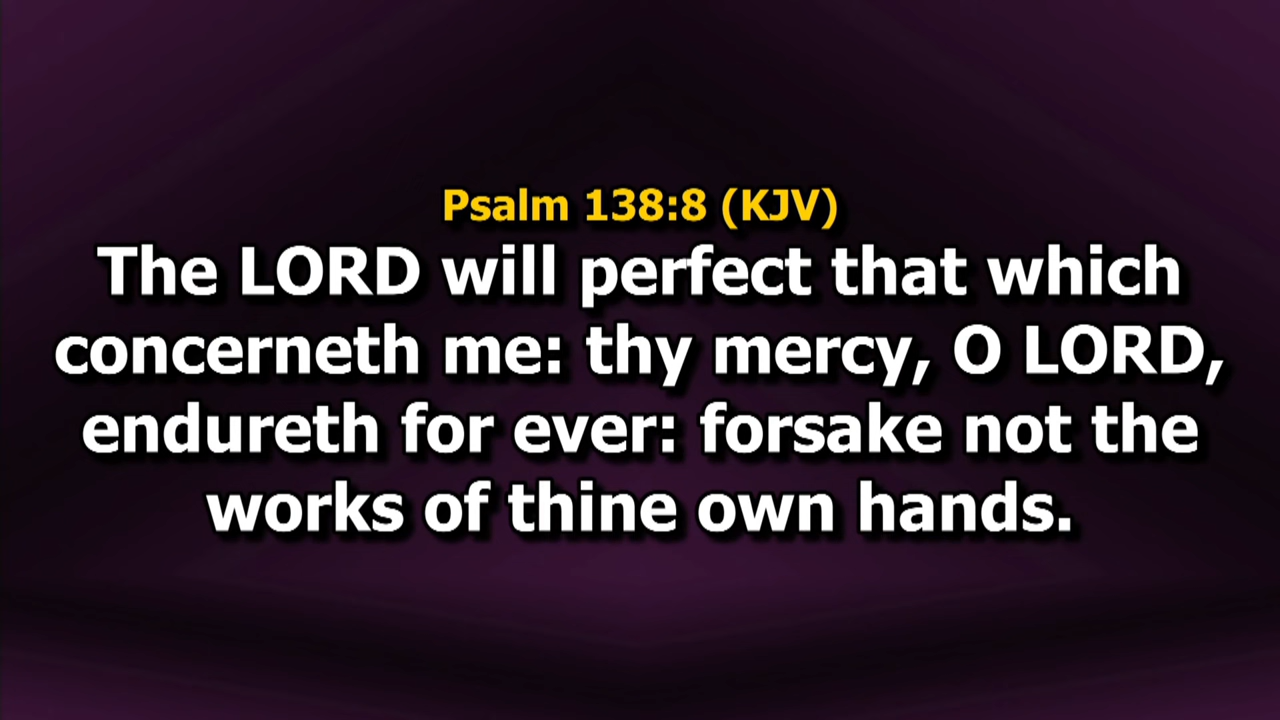 Psalm 138:8 (KJV)
The LORD will perfect that which
concerneth me: thy mercy, O LORD,
endureth for ever: forsake not the
works of thine own hands.